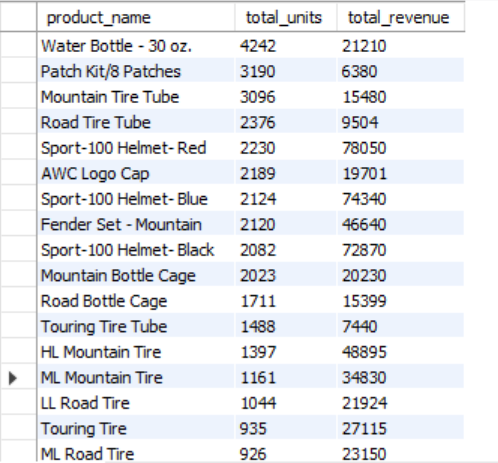 product_name total_units total_revenue
Water Bottle - 30 oz. 4242 21210
Patch Kit/8 Patches 3190 6380
Mountain Tire Tube 3096 15480
Road Tire Tube 2376 9504
Sport-100 Helmet- Red 2230 78050
AWC Logo Cap 2189 19701
Sport-100 Helmet- Blue 2124 74340
Fender Set - Mountain 2120 46640
Sport-100 Helmet- Black 2082 72870
Mountain Bottle Cage 2023 20230
Road Bottle Cage 1711 15399
Touring Tire Tube 1488 7440
HL Mountain Tire 1397 48895
ML Mountain Tire 1161 34830
LL Road Tire 1044 21924
Touring Tire 935 27115
ML Road Tire 926 23150